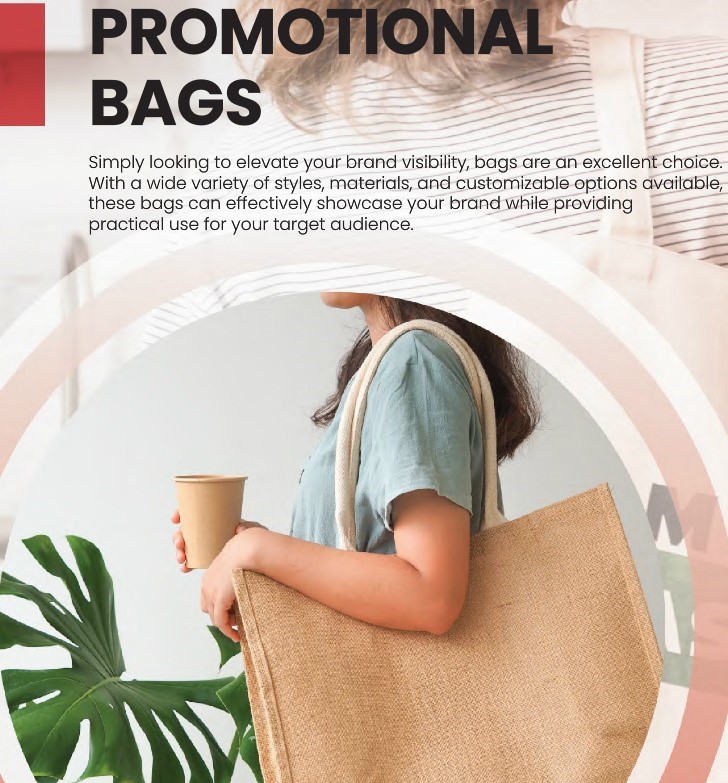 PROMOTIONAL
BAGS
Simply looking to elevate your brand visibility, bags are an excellent choice.
With a wide variety of styles, materials, and customizable options available,
these bags can effectively showcase your brand while providing
practical use for your target audience.